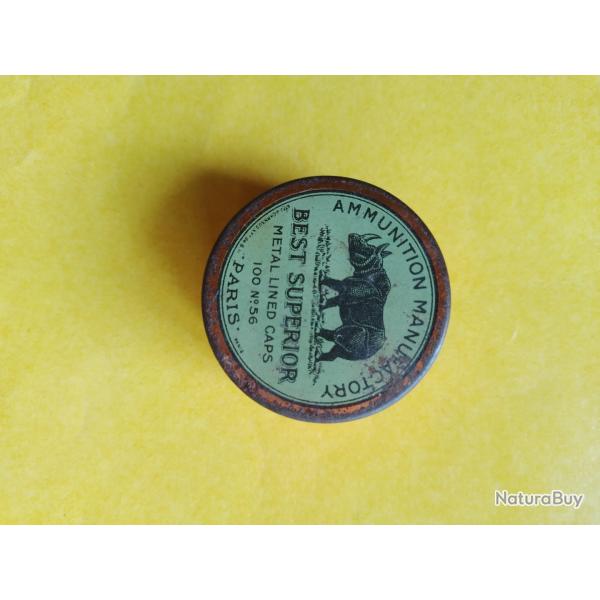 AMMUNITION MANUFACTORY
BEST SUPERIOR
METAL LINED CAPS
100 Nº 56
PARIS
NaturaBuy